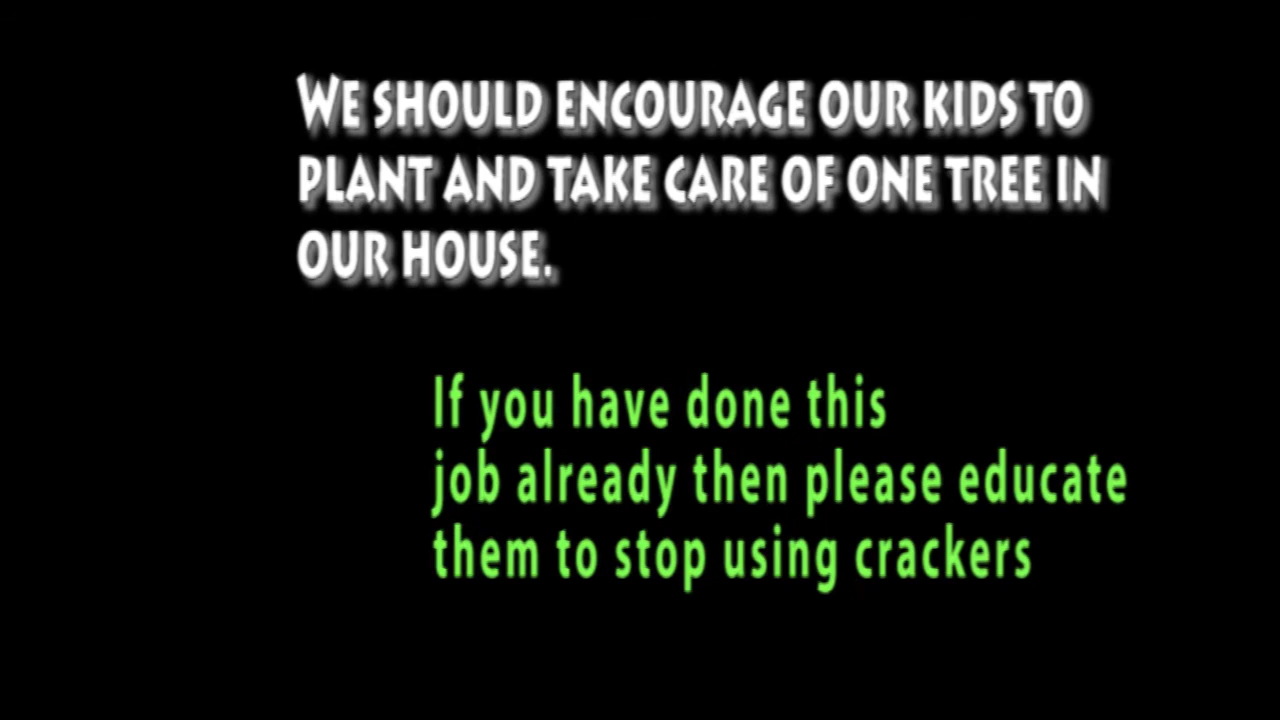 WE SHOULD ENCOURAGE OUR KIDS TO
PLANT AND TAKE CARE OF ONE TREE IN
OUR HOUSE.
If you have done this
job already then please educate
them to stop using crackers